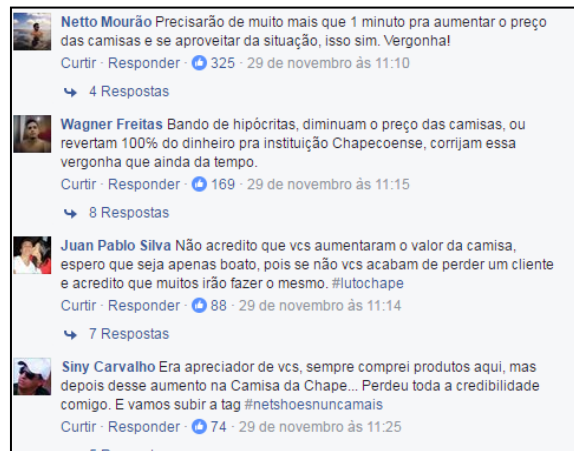 Netto Mourão Precisarão de muito mais que 1 minuto pra aumentar o preço
das camisas e se aproveitar da situação, isso sim. Vergonha!
Curtir · Responder · 325 · 29 de novembro às 11:10
4 Respostas
Wagner Freitas Bando de hipócritas, diminuam o preço das camisas, ou
revertam 100% do dinheiro pra instituição Chapecoense, corrijam essa
vergonha que ainda da tempo.
Curtir · Responder · 169 · 29 de novembro às 11:15
8 Respostas
Juan Pablo Silva Não acredito que vcs aumentaram o valor da camisa,
espero que seja apenas boato, pois se não vcs acabam de perder um cliente
e acredito que muitos irão fazer o mesmo. #lutochape
Curtir · Responder · 88 · 29 de novembro às 11:14
7 Respostas
Siny Carvalho Era apreciador de vcs, sempre comprei produtos aqui, mas
depois desse aumento na Camisa da Chape... Perdeu toda a credibilidade
comigo. E vamos subir a tag #netshoesnuncamais
Curtir · Responder · 74 · 29 de novembro às 11:25